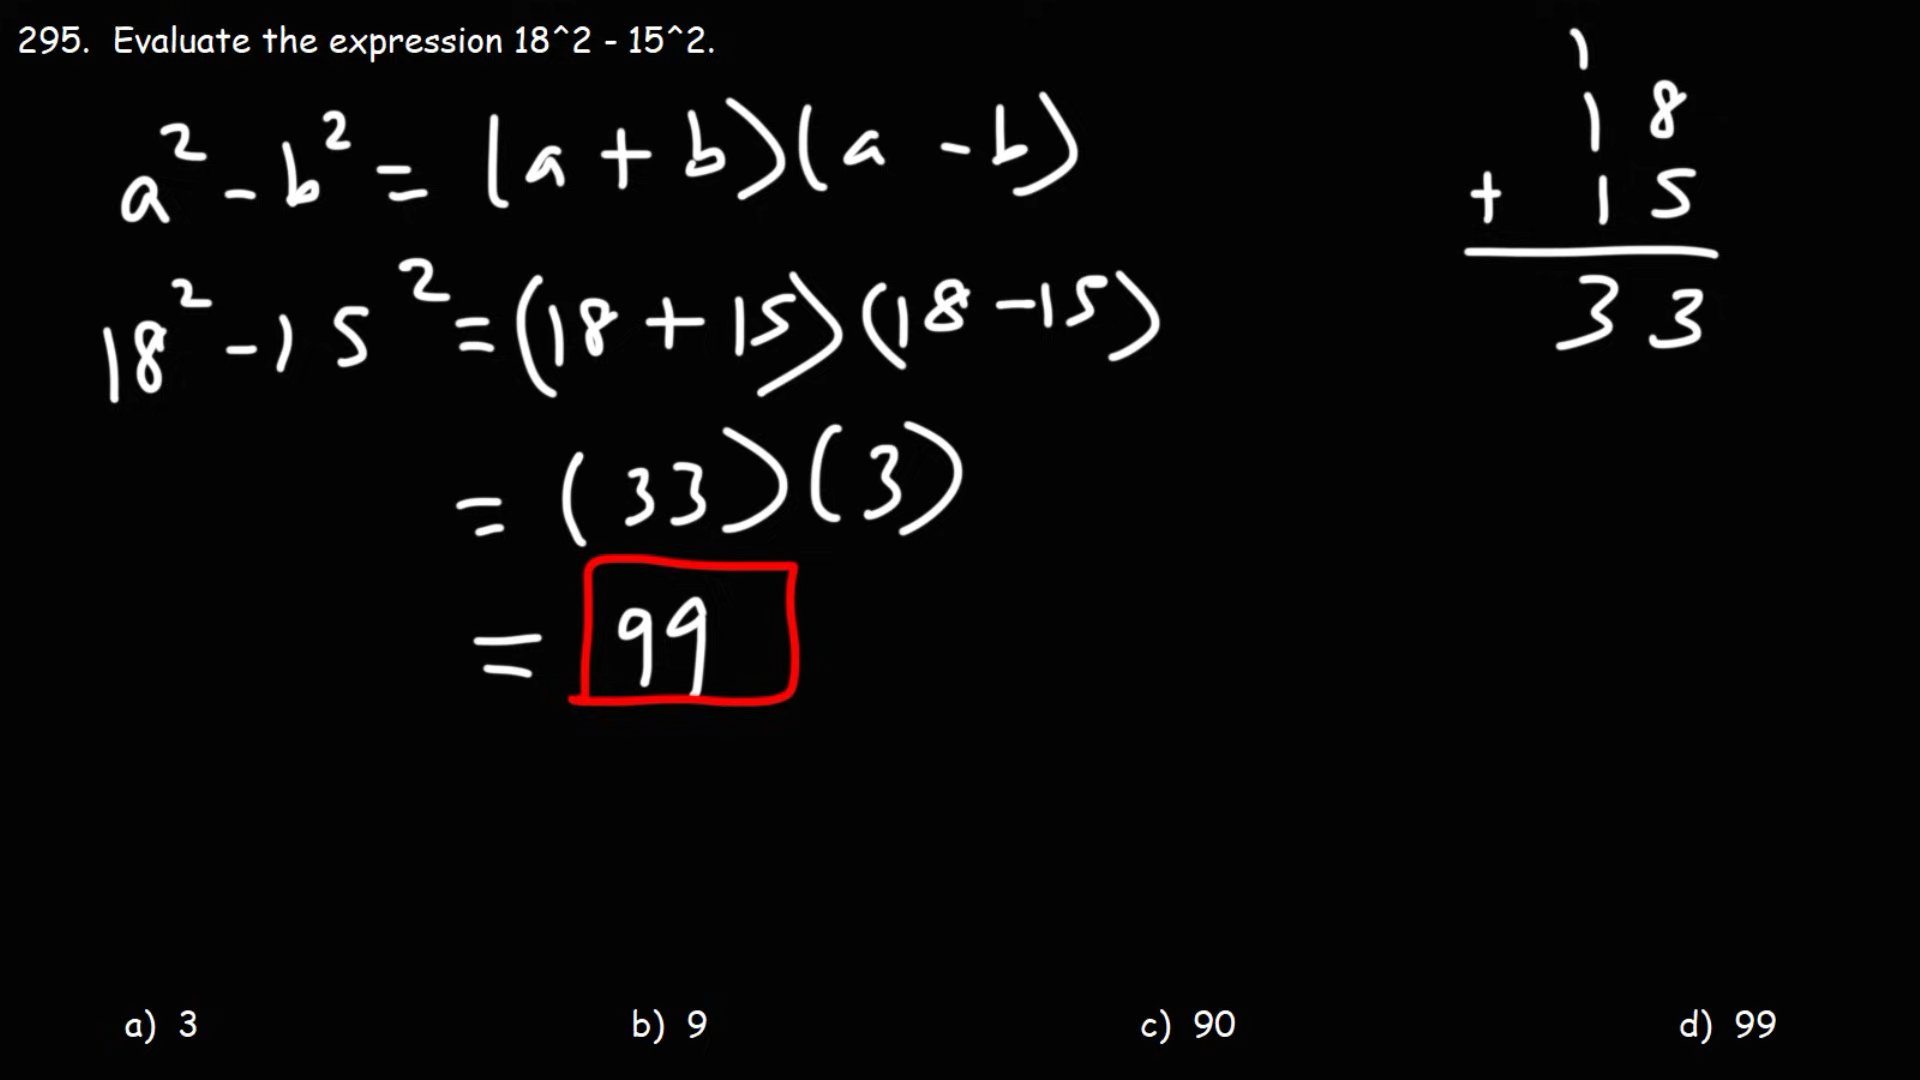 295. Evaluate the expression 18^2 - 15^2.
a² - b² = (a + b)(a - b)
18² - 15² = (18 + 15)(18 - 15)
= (33)(3)
= 99
1
18
+ 15
33
a) 3
b) 9
c) 90
d) 99